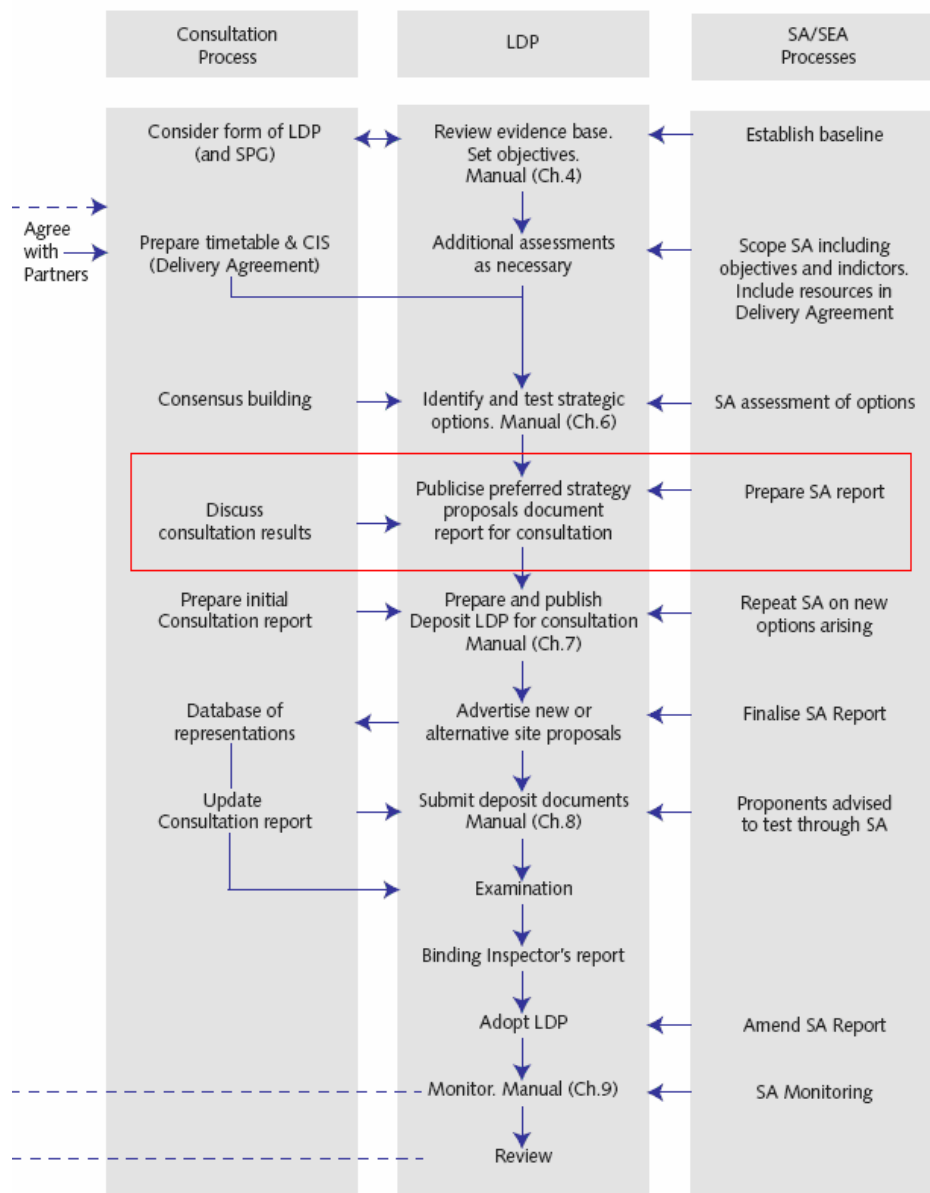 Consultation
Process
LDP
SA/SEA
Processes
Consider form of LDP
(and SPG)
Review evidence base.
Set objectives.
Manual (Ch.4)
Establish baseline
Agree
with
Partners
Prepare timetable & CIS
(Delivery Agreement)
Additional assessments
as necessary
Scope SA including
objectives and indictors.
Include resources in
Delivery Agreement
Consensus building
Identify and test strategic
options. Manual (Ch.6)
SA assessment of options
Discuss
consultation results
Publicise preferred strategy
proposals document
report for consultation
Prepare SA report
Prepare initial
Consultation report
Prepare and publish
Deposit LDP for consultation
Manual (Ch.7)
Repeat SA on new
options arising
Database of
representations
Advertise new or
alternative site proposals
Finalise SA Report
Update
Consultation report
Submit deposit documents
Manual (Ch.8)
Proponents advised
to test through SA
Examination
Binding Inspector's report
Adopt LDP
Amend SA Report
Monitor. Manual (Ch.9)
SA Monitoring
Review